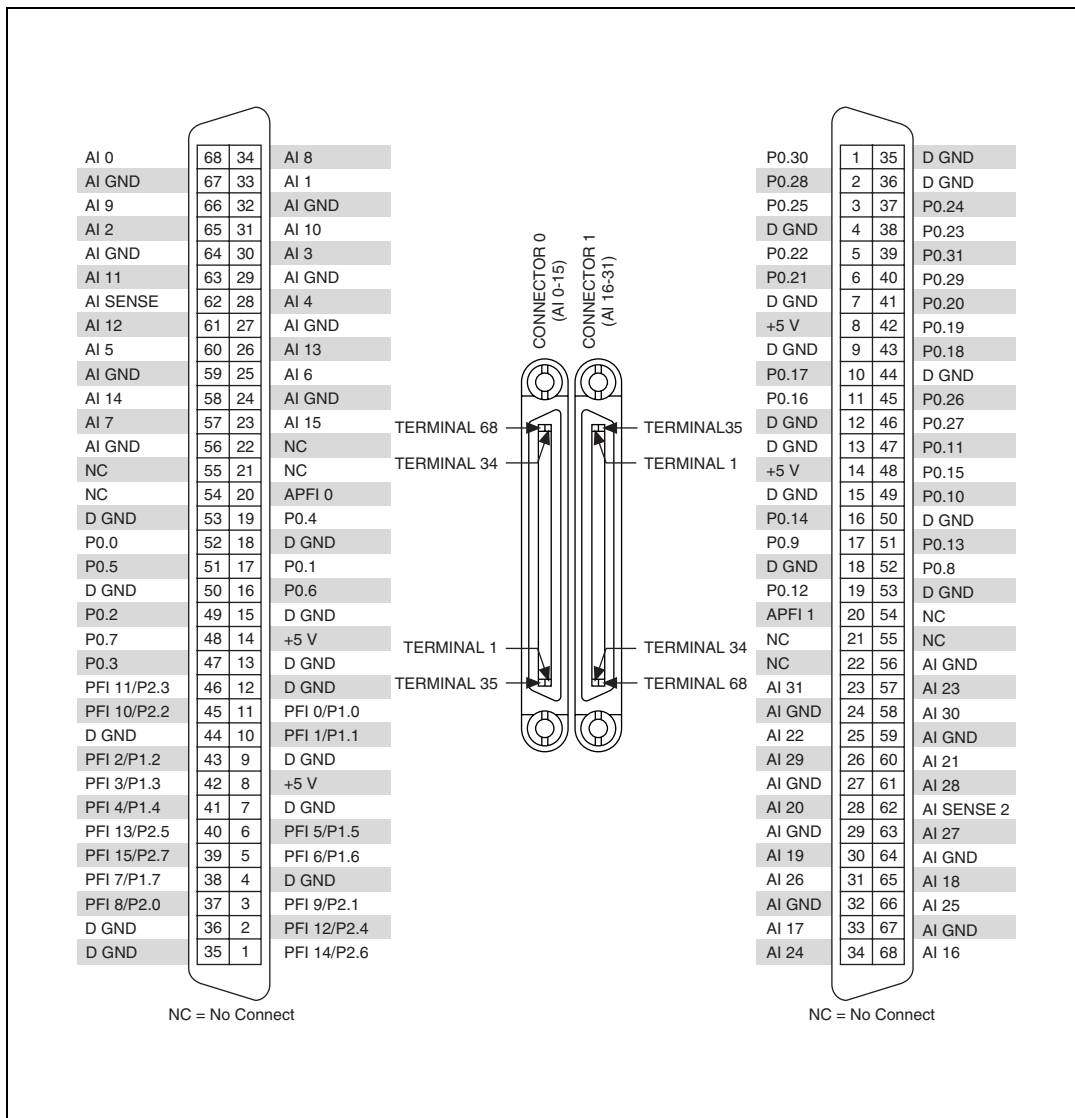 AI 0 68 34 AI 8
AI GND 67 33 AI 1
AI 9 66 32 AI GND
AI 2 65 31 AI 10
AI GND 64 30 AI 3
AI 11 63 29 AI GND
AI SENSE 62 28 AI 4
AI 12 61 27 AI GND
AI 5 60 26 AI 13
AI GND 59 25 AI 6
AI 14 58 24 AI GND
AI 7 57 23 AI 15
AI GND 56 22 NC
NC 55 21 NC
NC 54 20 APFI 0
D GND 53 19 P0.4
P0.0 52 18 D GND
P0.5 51 17 P0.1
D GND 50 16 P0.6
P0.2 49 15 D GND
P0.7 48 14 +5 V
P0.3 47 13 D GND
PFI 11/P2.3 46 12 D GND
PFI 10/P2.2 45 11 PFI 0/P1.0
D GND 44 10 PFI 1/P1.1
PFI 2/P1.2 43 9 D GND
PFI 3/P1.3 42 8 +5 V
PFI 4/P1.4 41 7 D GND
PFI 13/P2.5 40 6 PFI 5/P1.5
PFI 15/P2.7 39 5 PFI 6/P1.6
PFI 7/P1.7 38 4 D GND
PFI 8/P2.0 37 3 PFI 9/P2.1
D GND 36 2 PFI 12/P2.4
D GND 35 1 PFI 14/P2.6
NC = No Connect
CONNECTOR 0
(AI 0-15)
CONNECTOR 1
(AI 16-31)
TERMINAL 68
TERMINAL35
TERMINAL 34
TERMINAL 1
TERMINAL 1
TERMINAL 34
TERMINAL 35
TERMINAL 68
P0.30 1 35 D GND
P0.28 2 36 D GND
P0.25 3 37 P0.24
D GND 4 38 P0.23
P0.22 5 39 P0.31
P0.21 6 40 P0.29
D GND 7 41 P0.20
+5 V 8 42 P0.19
D GND 9 43 P0.18
P0.17 10 44 D GND
P0.16 11 45 P0.26
D GND 12 46 P0.27
D GND 13 47 P0.11
+5 V 14 48 P0.15
D GND 15 49 P0.10
P0.14 16 50 D GND
P0.9 17 51 P0.13
D GND 18 52 P0.8
P0.12 19 53 D GND
APFI 1 20 54 NC
NC 21 55 NC
NC 22 56 AI GND
AI 31 23 57 AI 23
AI GND 24 58 AI 30
AI 22 25 59 AI GND
AI 29 26 60 AI 21
AI GND 27 61 AI 28
AI 20 28 62 AI SENSE 2
AI GND 29 63 AI 27
AI 19 30 64 AI GND
AI 26 31 65 AI 18
AI GND 32 66 AI 25
AI 17 33 67 AI GND
AI 24 34 68 AI 16
NC = No Connect